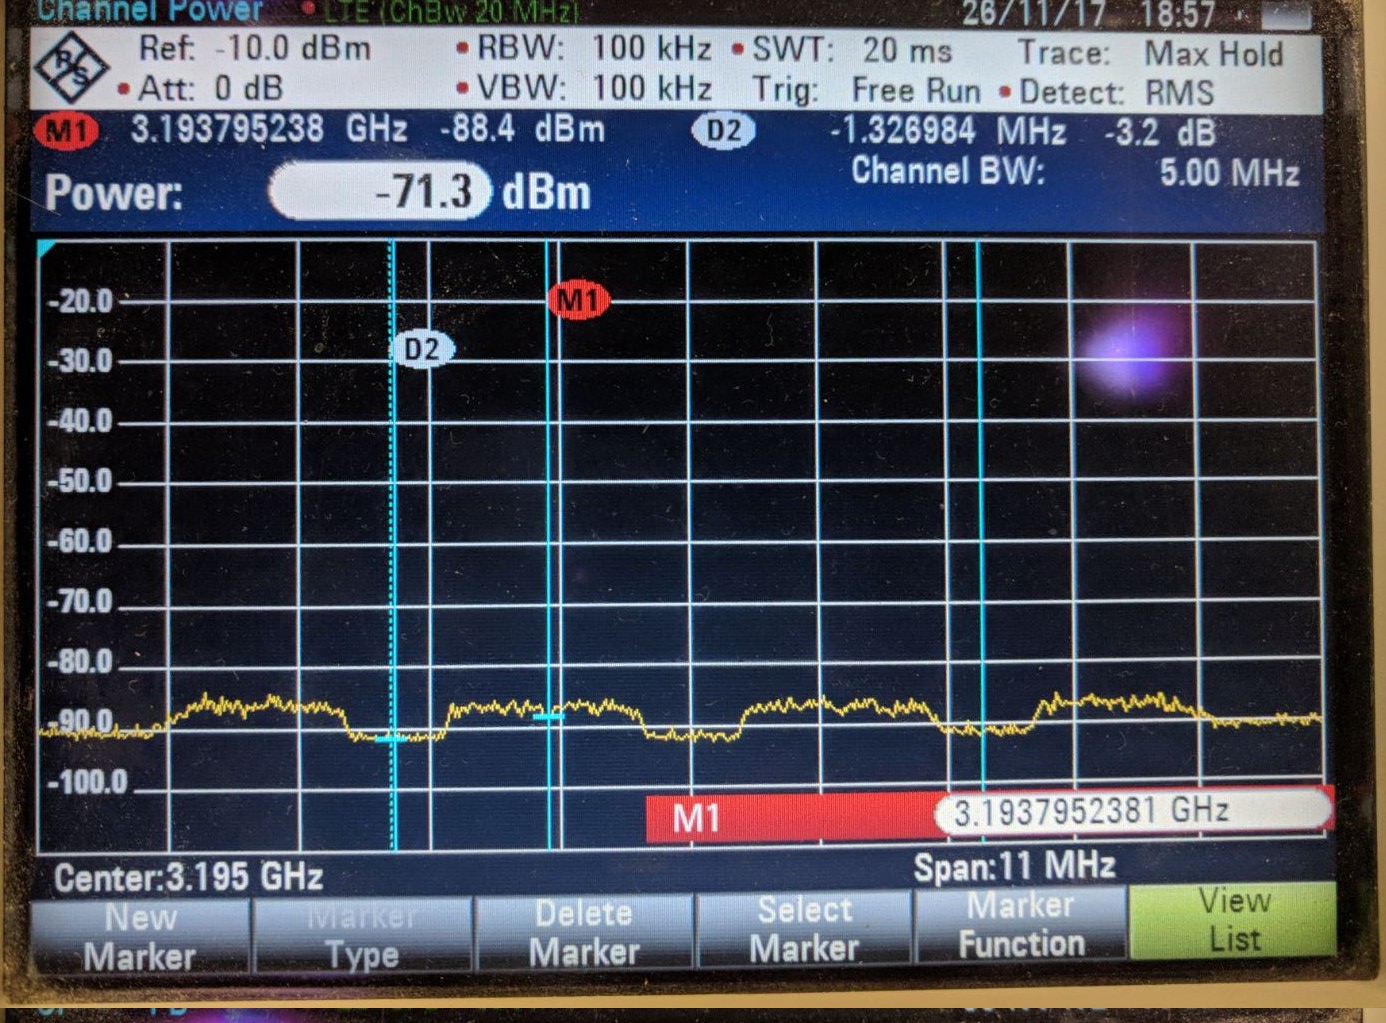 Channel Power • LTE (ChBw 20 MHz) 26/11/17 18:57
R&S Ref: -10.0 dBm • RBW: 100 kHz • SWT: 20 ms Trace: Max Hold
• Att: 0 dB • VBW: 100 kHz Trig: Free Run • Detect: RMS
M1 3.193795238 GHz -88.4 dBm D2 -1.326984 MHz -3.2 dB
Channel BW: 5.00 MHz
Power: -71.3 dBm
-20.0 M1
D2
-30.0
-40.0
-50.0
-60.0
-70.0
-80.0
-90.0
-100.0
M1 3.1937952381 GHz
Center:3.195 GHz Span:11 MHz
New Marker Delete Select Marker View
Marker Type Marker Marker Function List